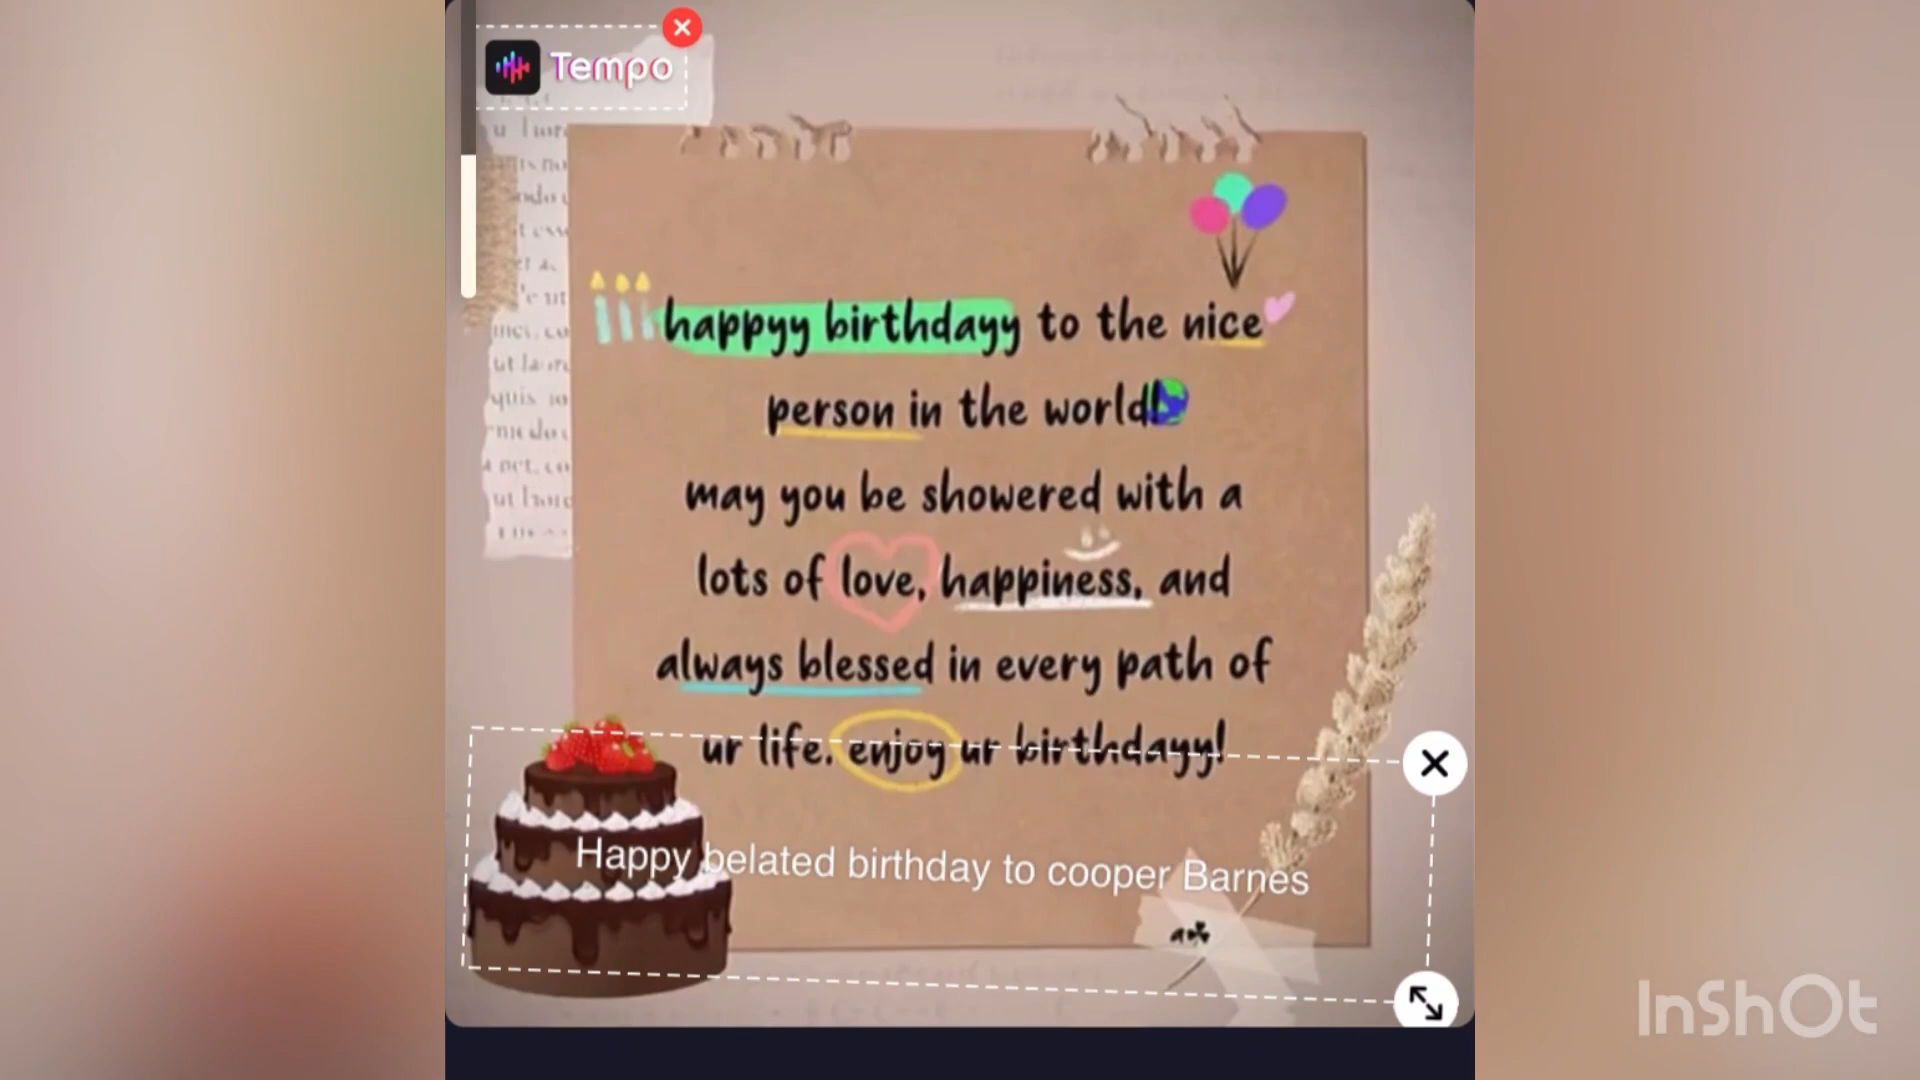 Tempo
happyy birthdayy to the nice
person in the world!
may you be showered with a
lots of love, happiness, and
always blessed in every path of
ur life. enjoy ur birthdayy!
Happy belated birthday to cooper Barnes
InShOt